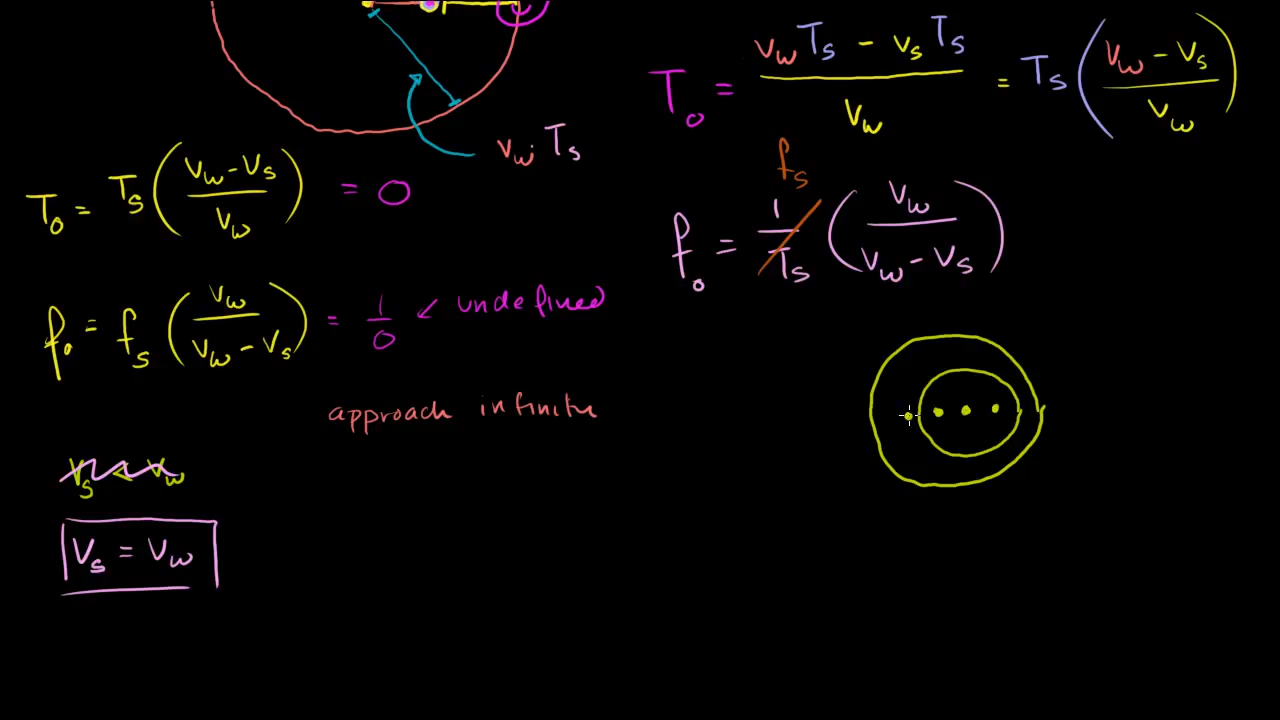 T₀ = (v_w T_s - v_s T_s) / v_w = T_s ((v_w - v_s) / v_w)
v_w · T_s
T₀ = T_s ((v_w - v_s) / v_w) = 0
f₀ = f_s
1/T_s (v_w / (v_w - v_s))
f₀ = f_s (v_w / (v_w - v_s)) = 1/0 ← undefined
approach infinite
v_s < v_w
v_s = v_w